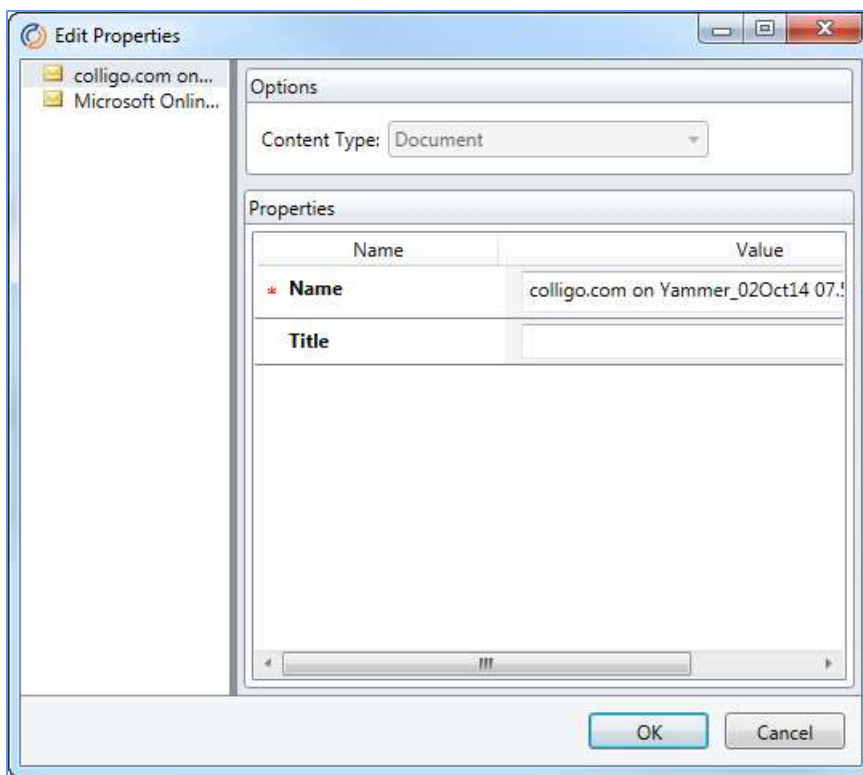 Edit Properties
colligo.com on...
Microsoft Onlin...
Options
Content Type: Document
Properties
Name Value
* Name colligo.com on Yammer_02Oct14 07.5
Title
OK Cancel